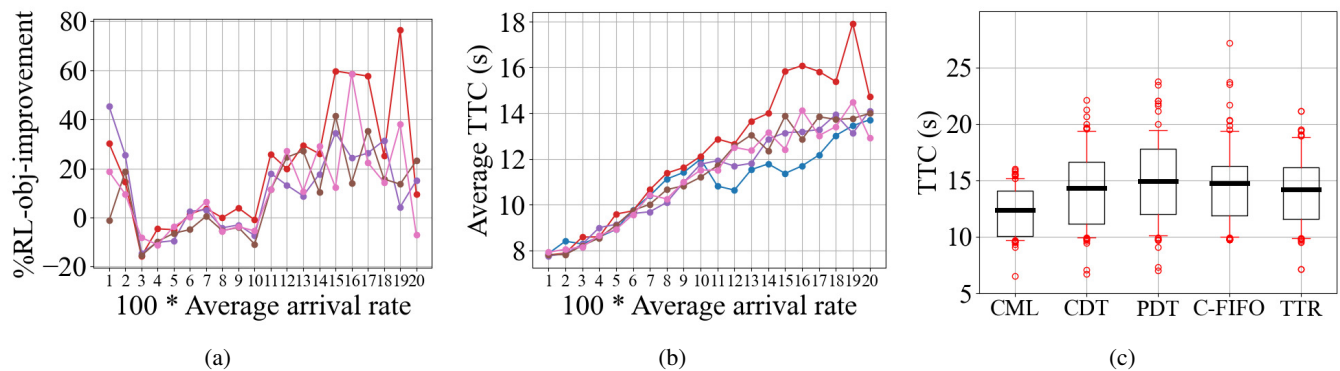 80
60
40
20
0
−20
%RL-obj-improvement
1 2 3 4 5 6 7 8 9 10 11 12 13 14 15 16 17 18 19 20
100 * Average arrival rate
(a)
18
16
14
12
10
8
Average TTC (s)
1 2 3 4 5 6 7 8 9 10 11 12 13 14 15 16 17 18 19 20
100 * Average arrival rate
(b)
25
20
15
10
5
TTC (s)
CML CDT PDT C-FIFO TTR
(c)